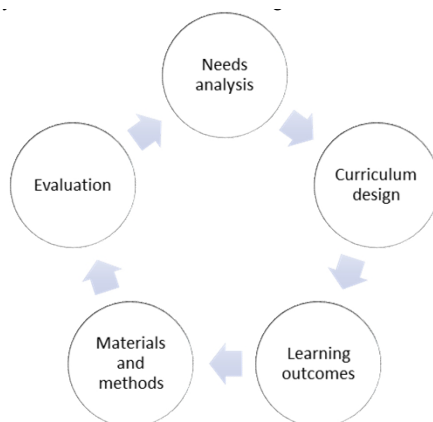 Needs
analysis
Curriculum
design
Learning
outcomes
Materials
and
methods
Evaluation